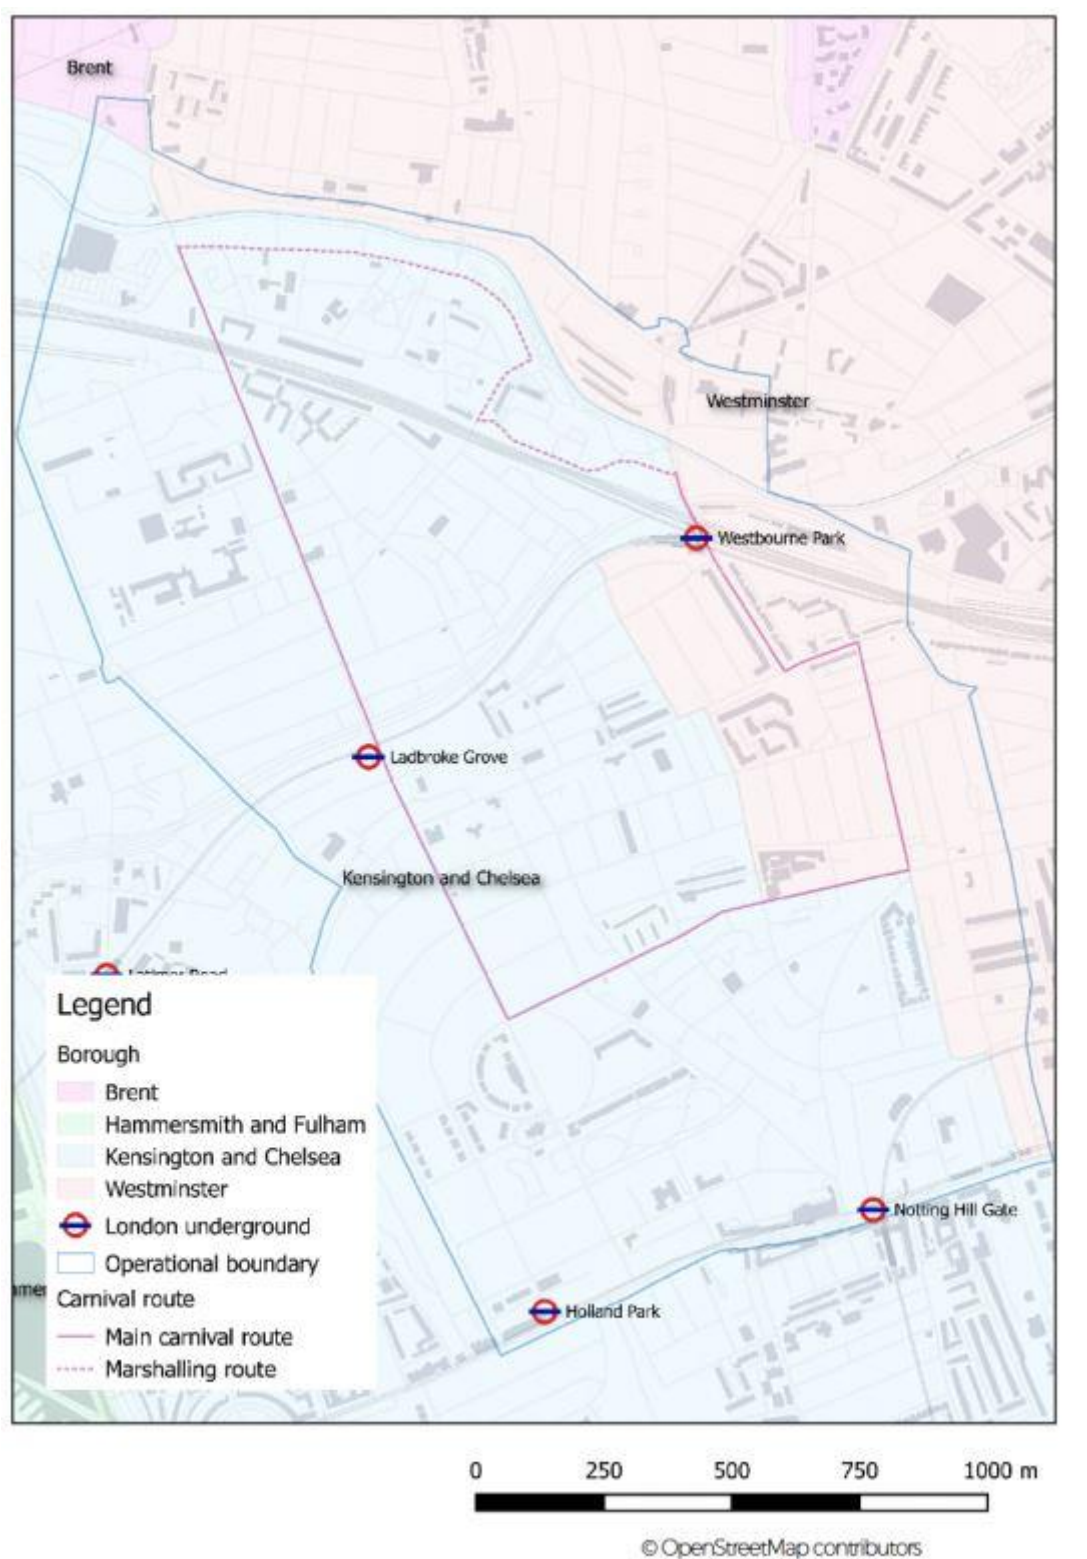 Brent
Westminster
Westbourne Park
Ladbroke Grove
Kensington and Chelsea
Legend
Borough
Brent
Hammersmith and Fulham
Kensington and Chelsea
Westminster
London underground
Operational boundary
Carnival route
Main carnival route
Marshalling route
Notting Hill Gate
Holland Park
0 250 500 750 1000 m
© OpenStreetMap contributors